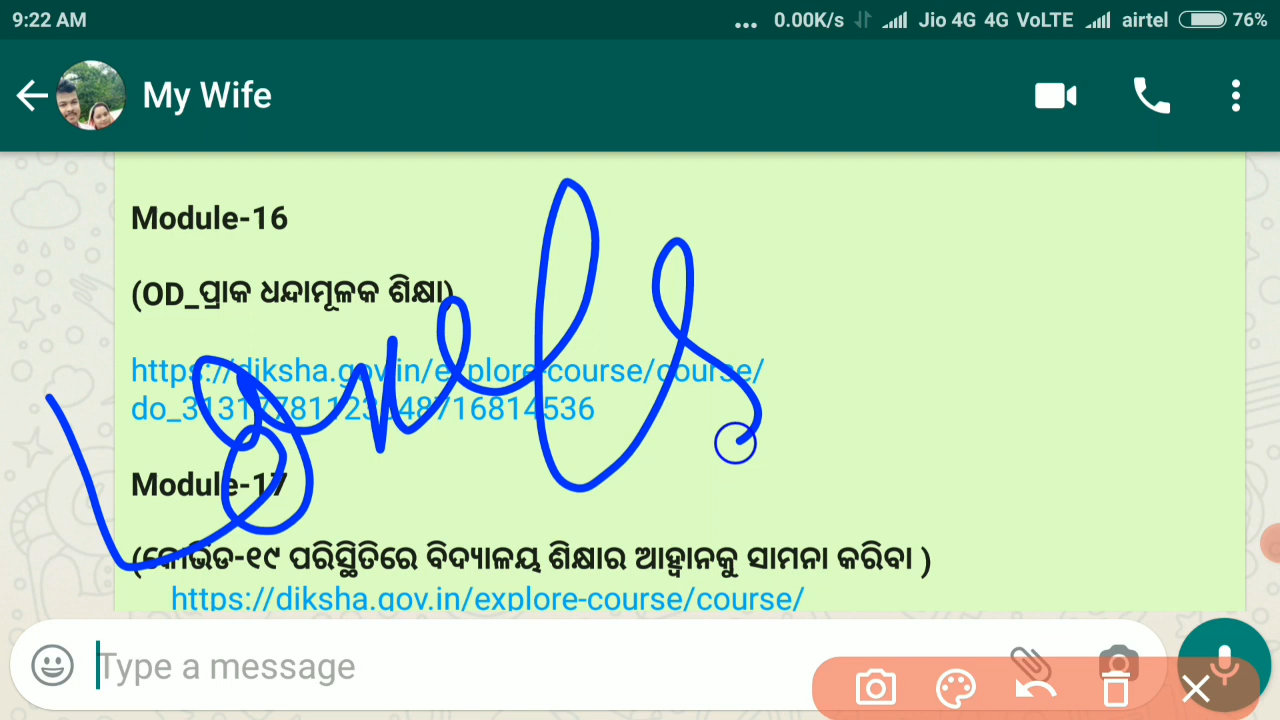 9:22 AM ... 0.00K/s Jio 4G 4G VoLTE airtel 76%
My Wife
Module-16
(OD_ପ୍ରାକ ଧନ୍ଦାମୂଳକ ଶିକ୍ଷା)
https://diksha.gov.in/explore-course/course/
Module-17
(କୋଭିଡ-୧୯ ପରିସ୍ଥିତିରେ ବିଦ୍ୟାଳୟ ଶିକ୍ଷାର ଆହ୍ୱାନକୁ ସାମନା କରିବା )
https://diksha.gov.in/explore-course/course/
Type a message